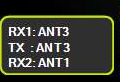 RX1: ANT3
TX : ANT3
RX2: ANT1